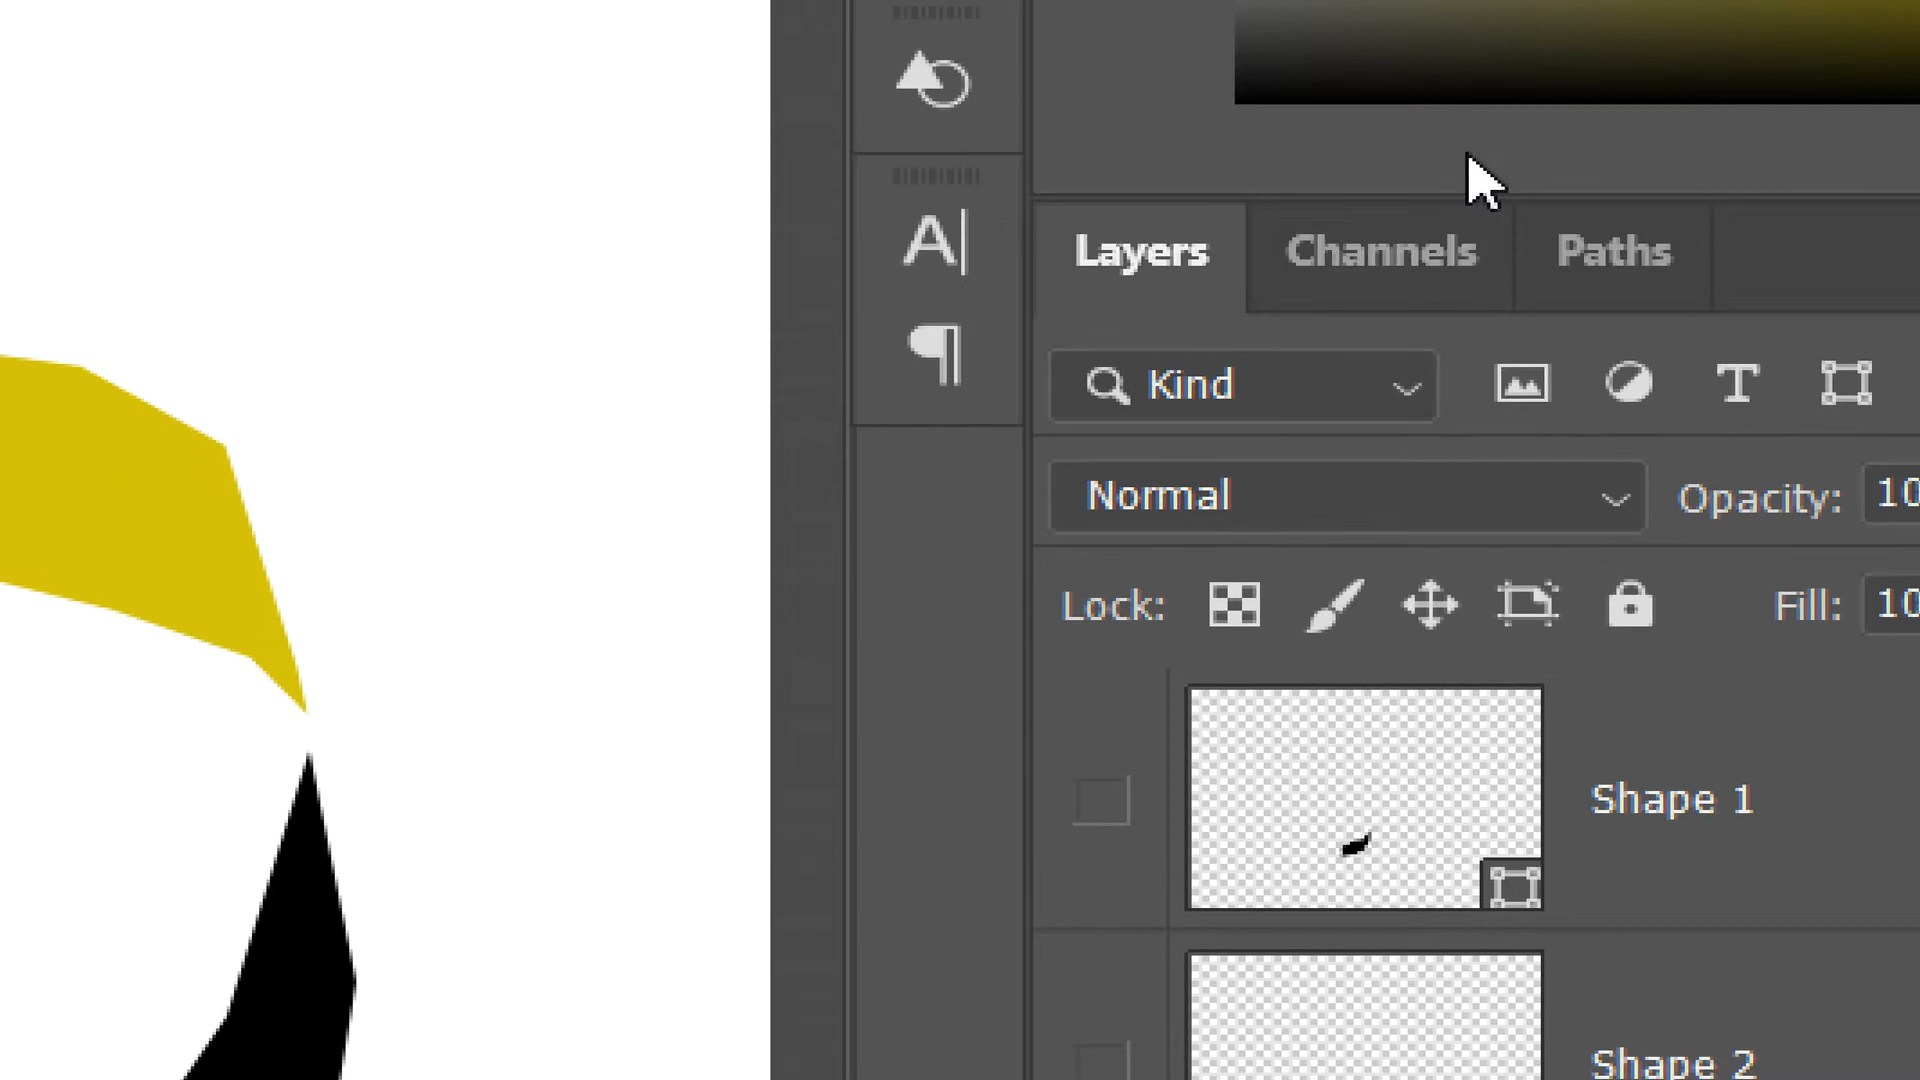 A|
¶
Layers
Channels
Paths
Kind
T
Normal
Opacity: 10
Lock:
Fill: 10
Shape 1
Shape 2